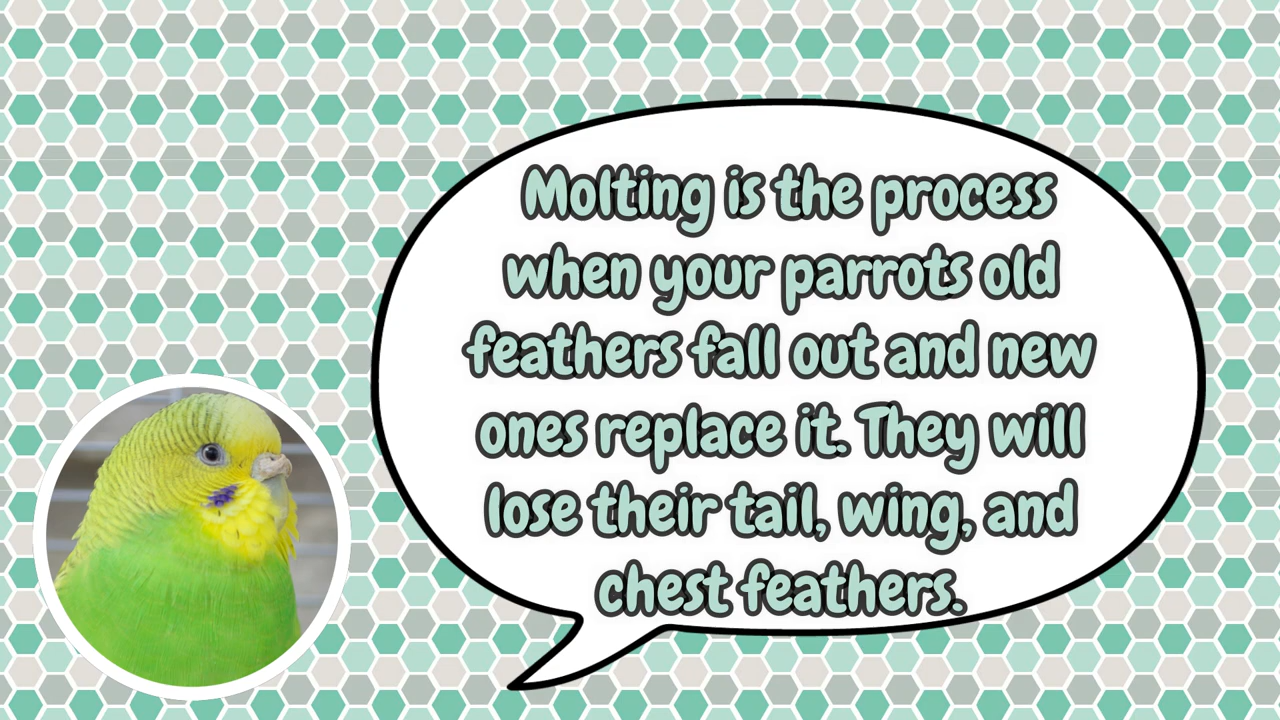 Molting is the process
when your parrots old
feathers fall out and new
ones replace it. They will
lose their tail, wing, and
chest feathers.